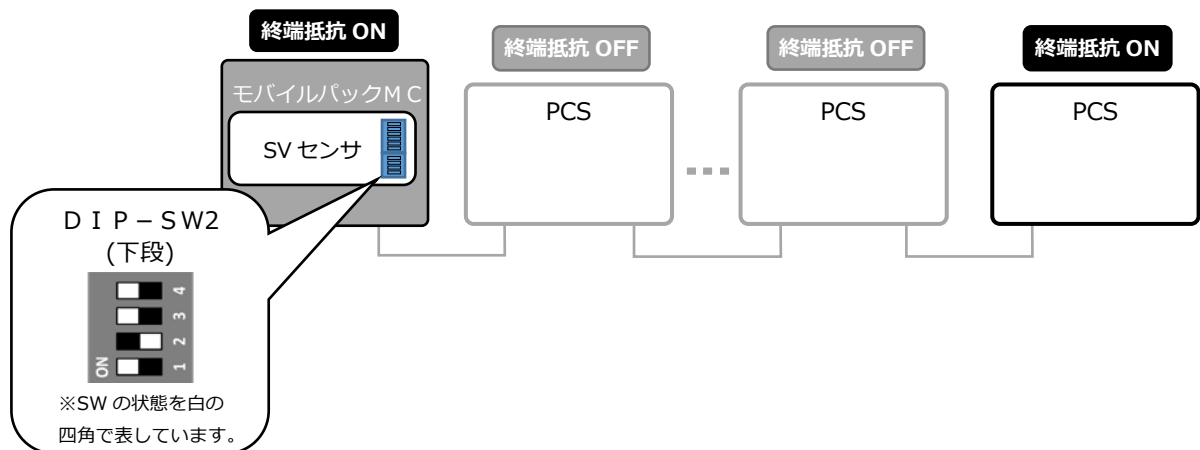 終端抵抗 ON
終端抵抗 OFF
終端抵抗 OFF
終端抵抗 ON
モバイルパックＭＣ
SV センサ
PCS
PCS
PCS
ＤＩＰ－ＳＷ2
(下段)
4
3
2
1
ON
※SW の状態を白の
四角で表しています。